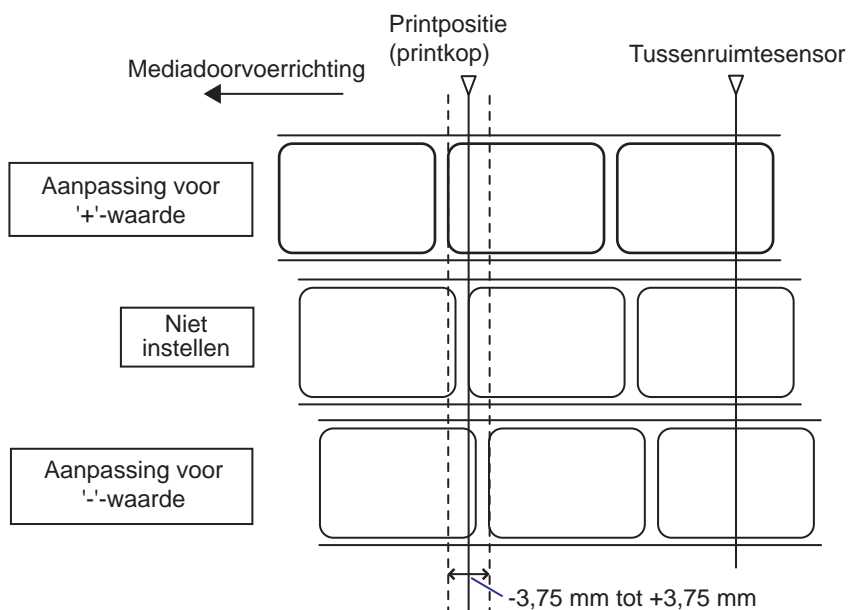 Printpositie
(printkop)
Tussenruimtesensor
Mediadoorvoerrichting
Aanpassing voor
'+'-waarde
Niet
instellen
Aanpassing voor
'-'-waarde
-3,75 mm tot +3,75 mm